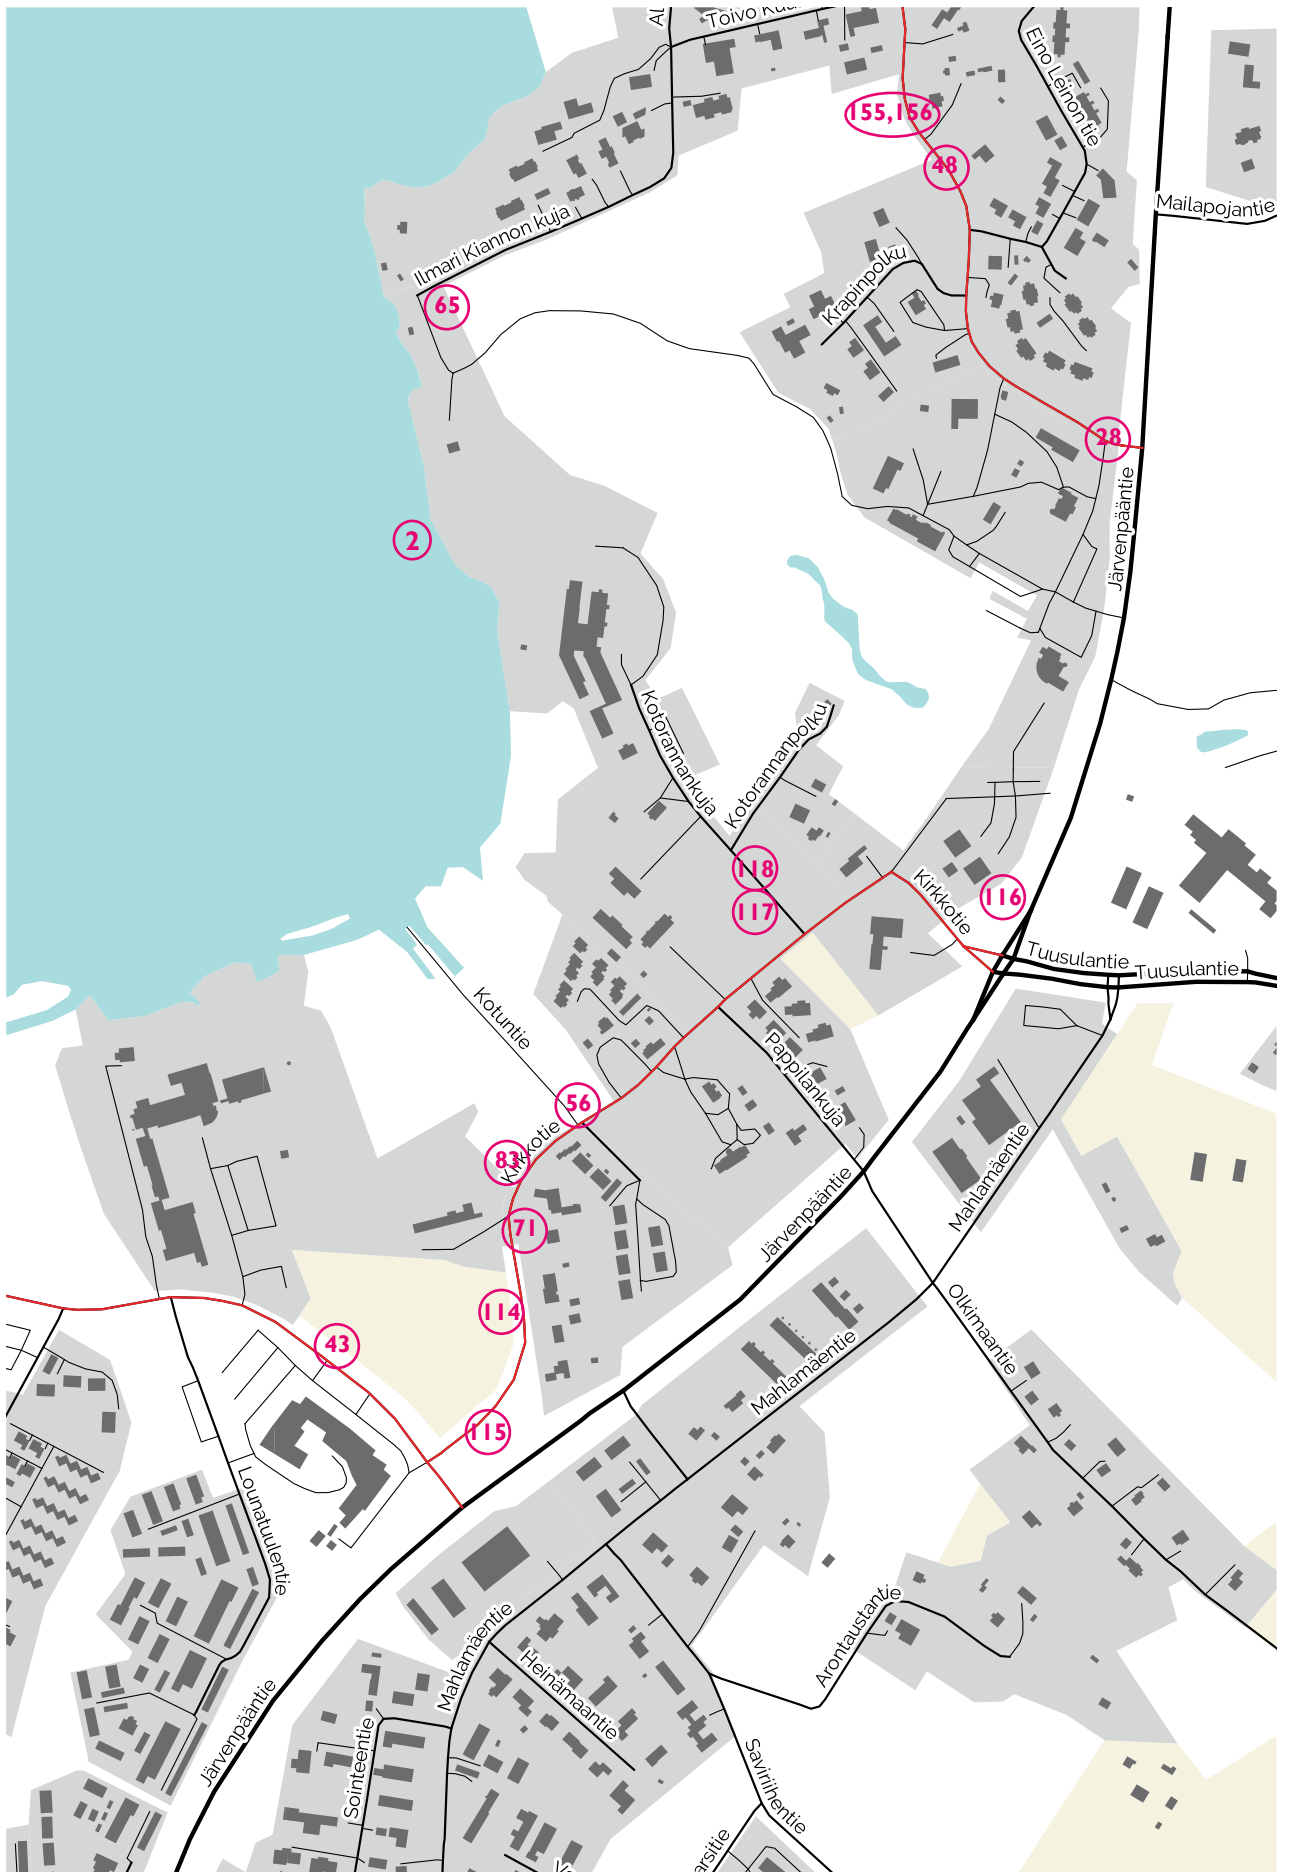 Toivo
155,156
Eino Leinon tie
48
Mailapojantie
Ilmari Kiannon kuja
Krapinpolku
65
28
Järvenpääntie
2
Kotorannankuja
Kotorannanpolku
118
Kirkkotie
116
117
Tuusulantie
Tuusulantie
Kotuntie
Pappilankuja
56
Kirkkotie
83
Mahlamäentie
Järvenpääntie
71
Olkimaantie
114
43
Mahlamäentie
115
Lounatuulentie
Arontaustantie
Mahlamäentie
Heinämaantie
Järvenpääntie
Sointeentie
Saviriihentie